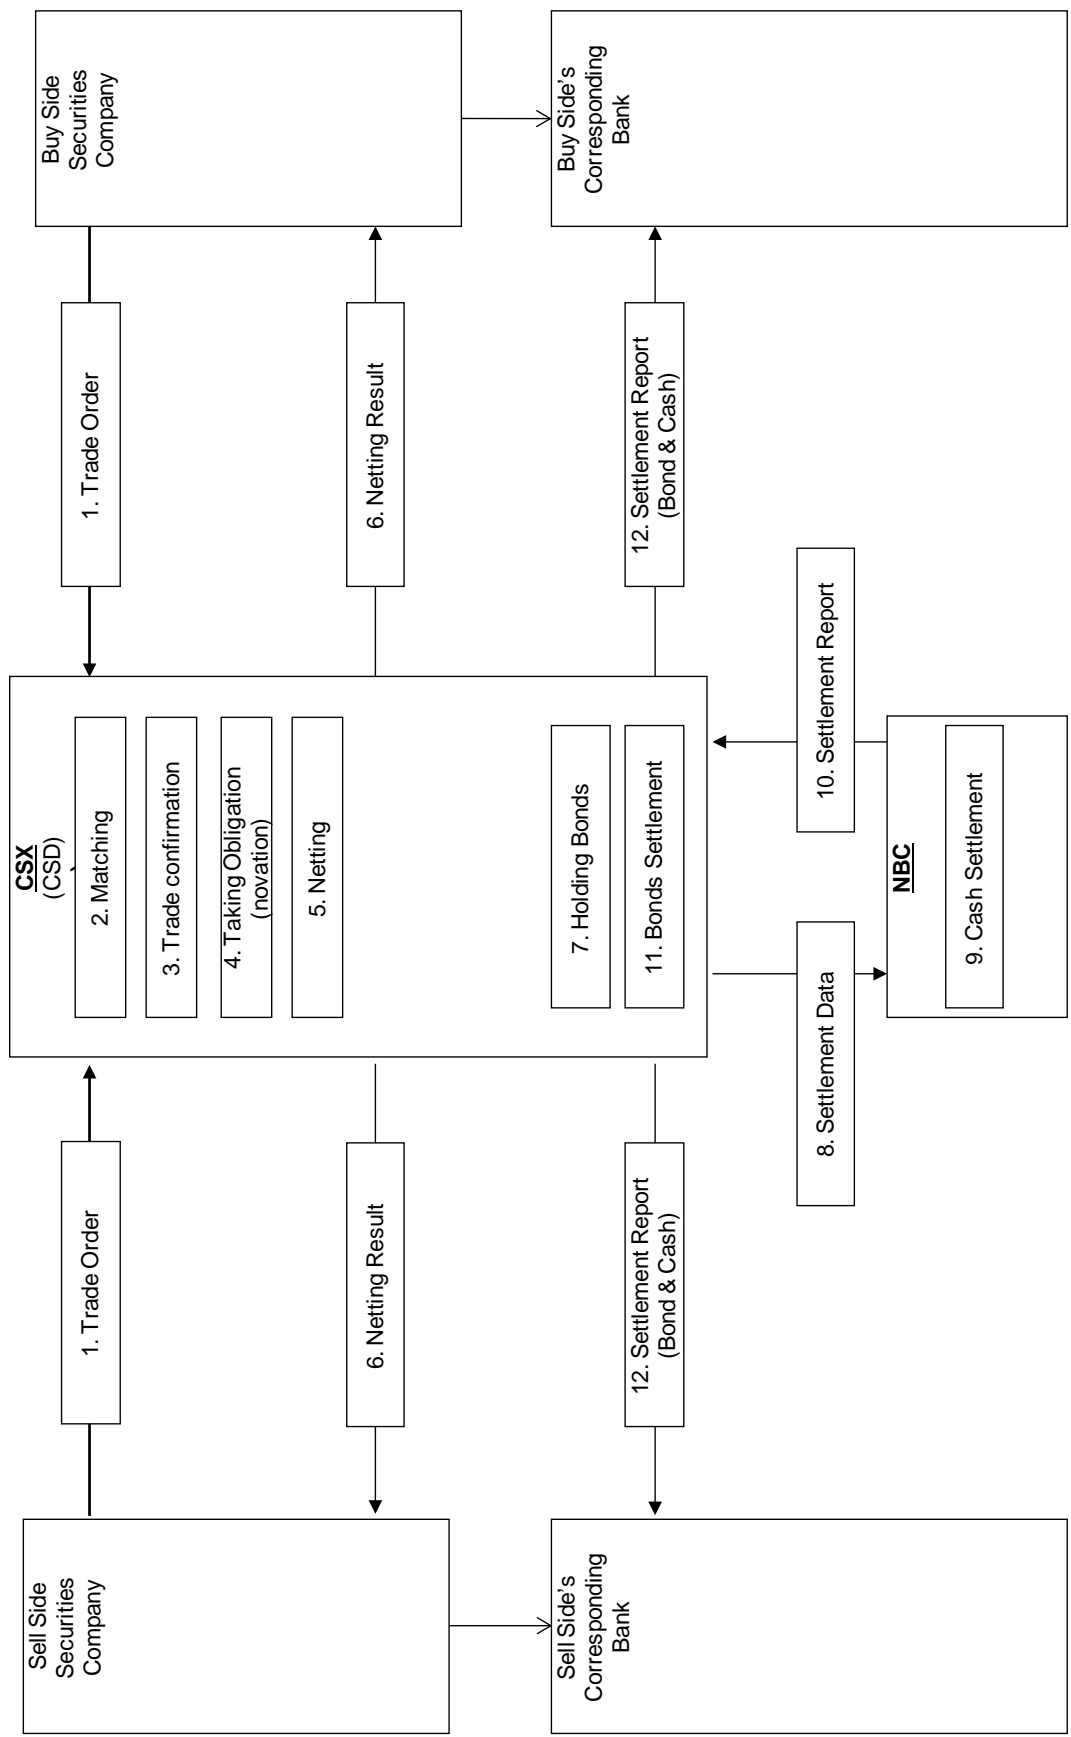 Sell Side
Securities
Company
CSX
(CSD)
Buy Side
Securities
Company
1. Trade Order
2. Matching
1. Trade Order
3. Trade confirmation
4. Taking Obligation
(novation)
5. Netting
6. Netting Result
6. Netting Result
Sell Side's
Corresponding
Bank
7. Holding Bonds
Buy Side's
Corresponding
Bank
12. Settlement Report
(Bond & Cash)
11. Bonds Settlement
12. Settlement Report
(Bond & Cash)
8. Settlement Data
10. Settlement Report
NBC
9. Cash Settlement